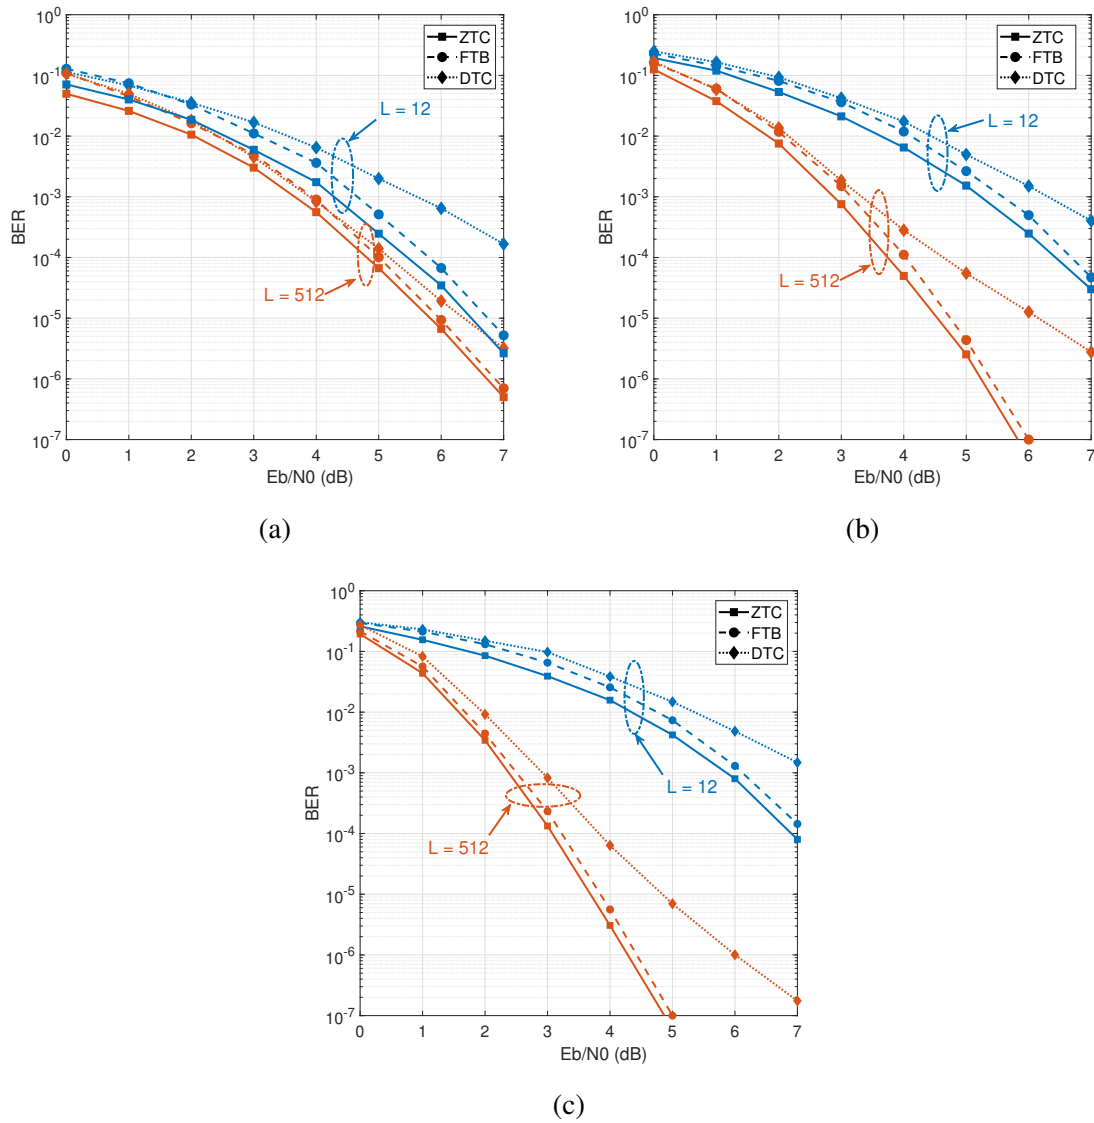 10^0
10^-1
10^-2
10^-3
10^-4
10^-5
10^-6
10^-7
BER
0 1 2 3 4 5 6 7
Eb/N0 (dB)
ZTC
FTB
DTC
L = 12
L = 512
(a)
10^0
10^-1
10^-2
10^-3
10^-4
10^-5
10^-6
10^-7
BER
0 1 2 3 4 5 6 7
Eb/N0 (dB)
ZTC
FTB
DTC
L = 12
L = 512
(b)
10^0
10^-1
10^-2
10^-3
10^-4
10^-5
10^-6
10^-7
BER
0 1 2 3 4 5 6 7
Eb/N0 (dB)
ZTC
FTB
DTC
L = 12
L = 512
(c)